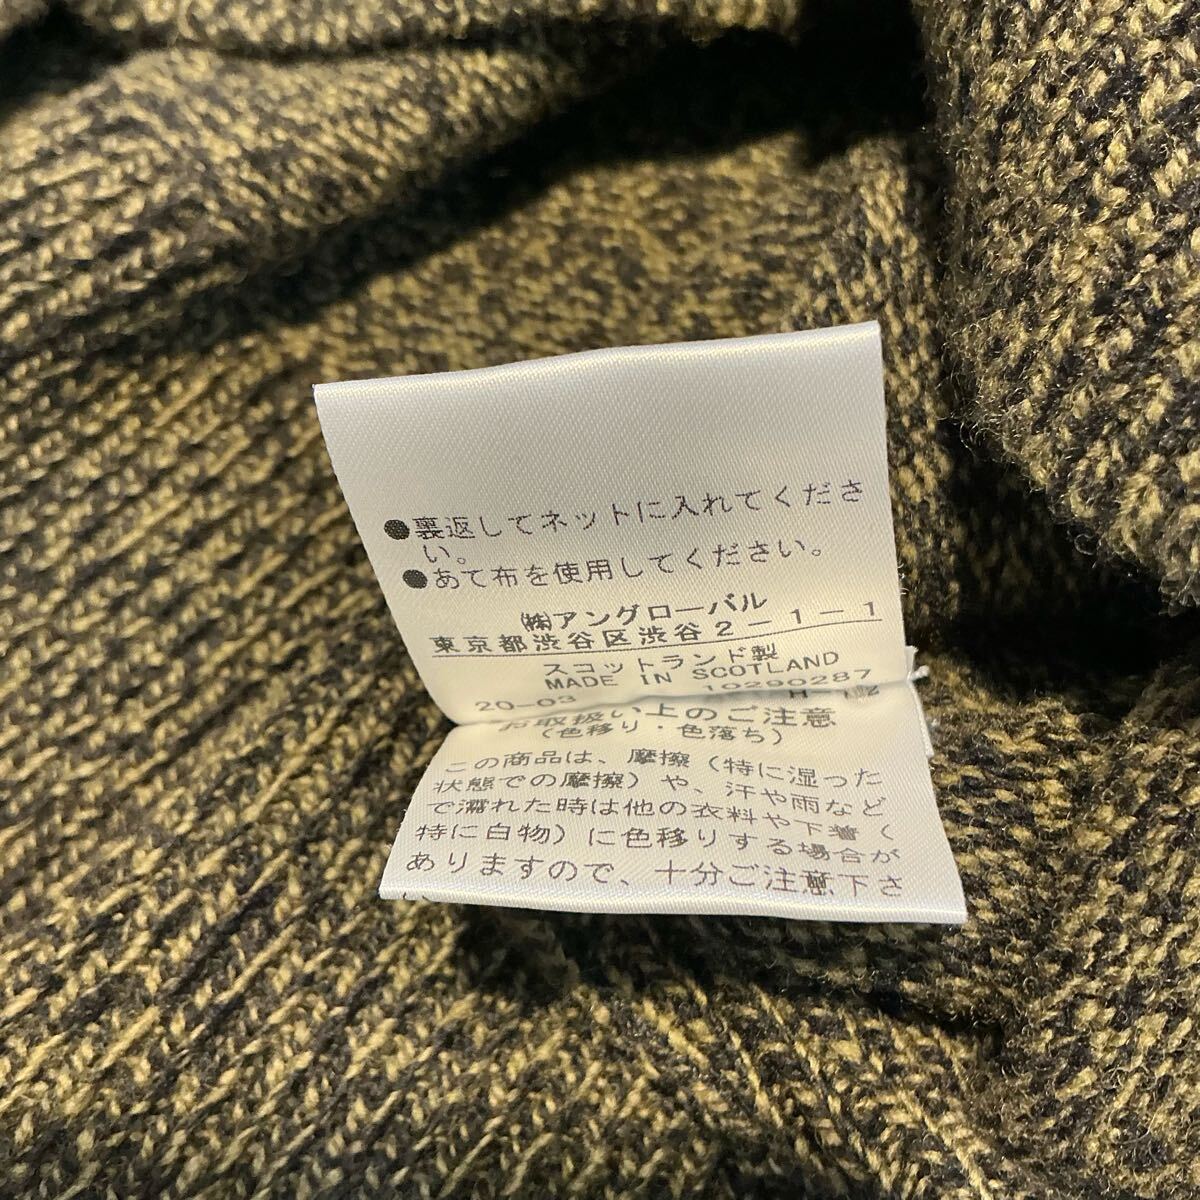 ●裏返してネットに入れてくださ
い。
●あて布を使用してください。
㈱アングローバル
東京都渋谷区渋谷2-1-1
スコットランド製
MADE IN SCOTLAND
20-03 10290287
お取扱い上のご注意
(色移り・色落ち)
この商品は、摩擦(特に湿った
状態での摩擦)や、汗や雨など
で濡れた時は他の衣料や下着(
特に白物)に色移りする場合が
ありますので、十分ご注意下さ